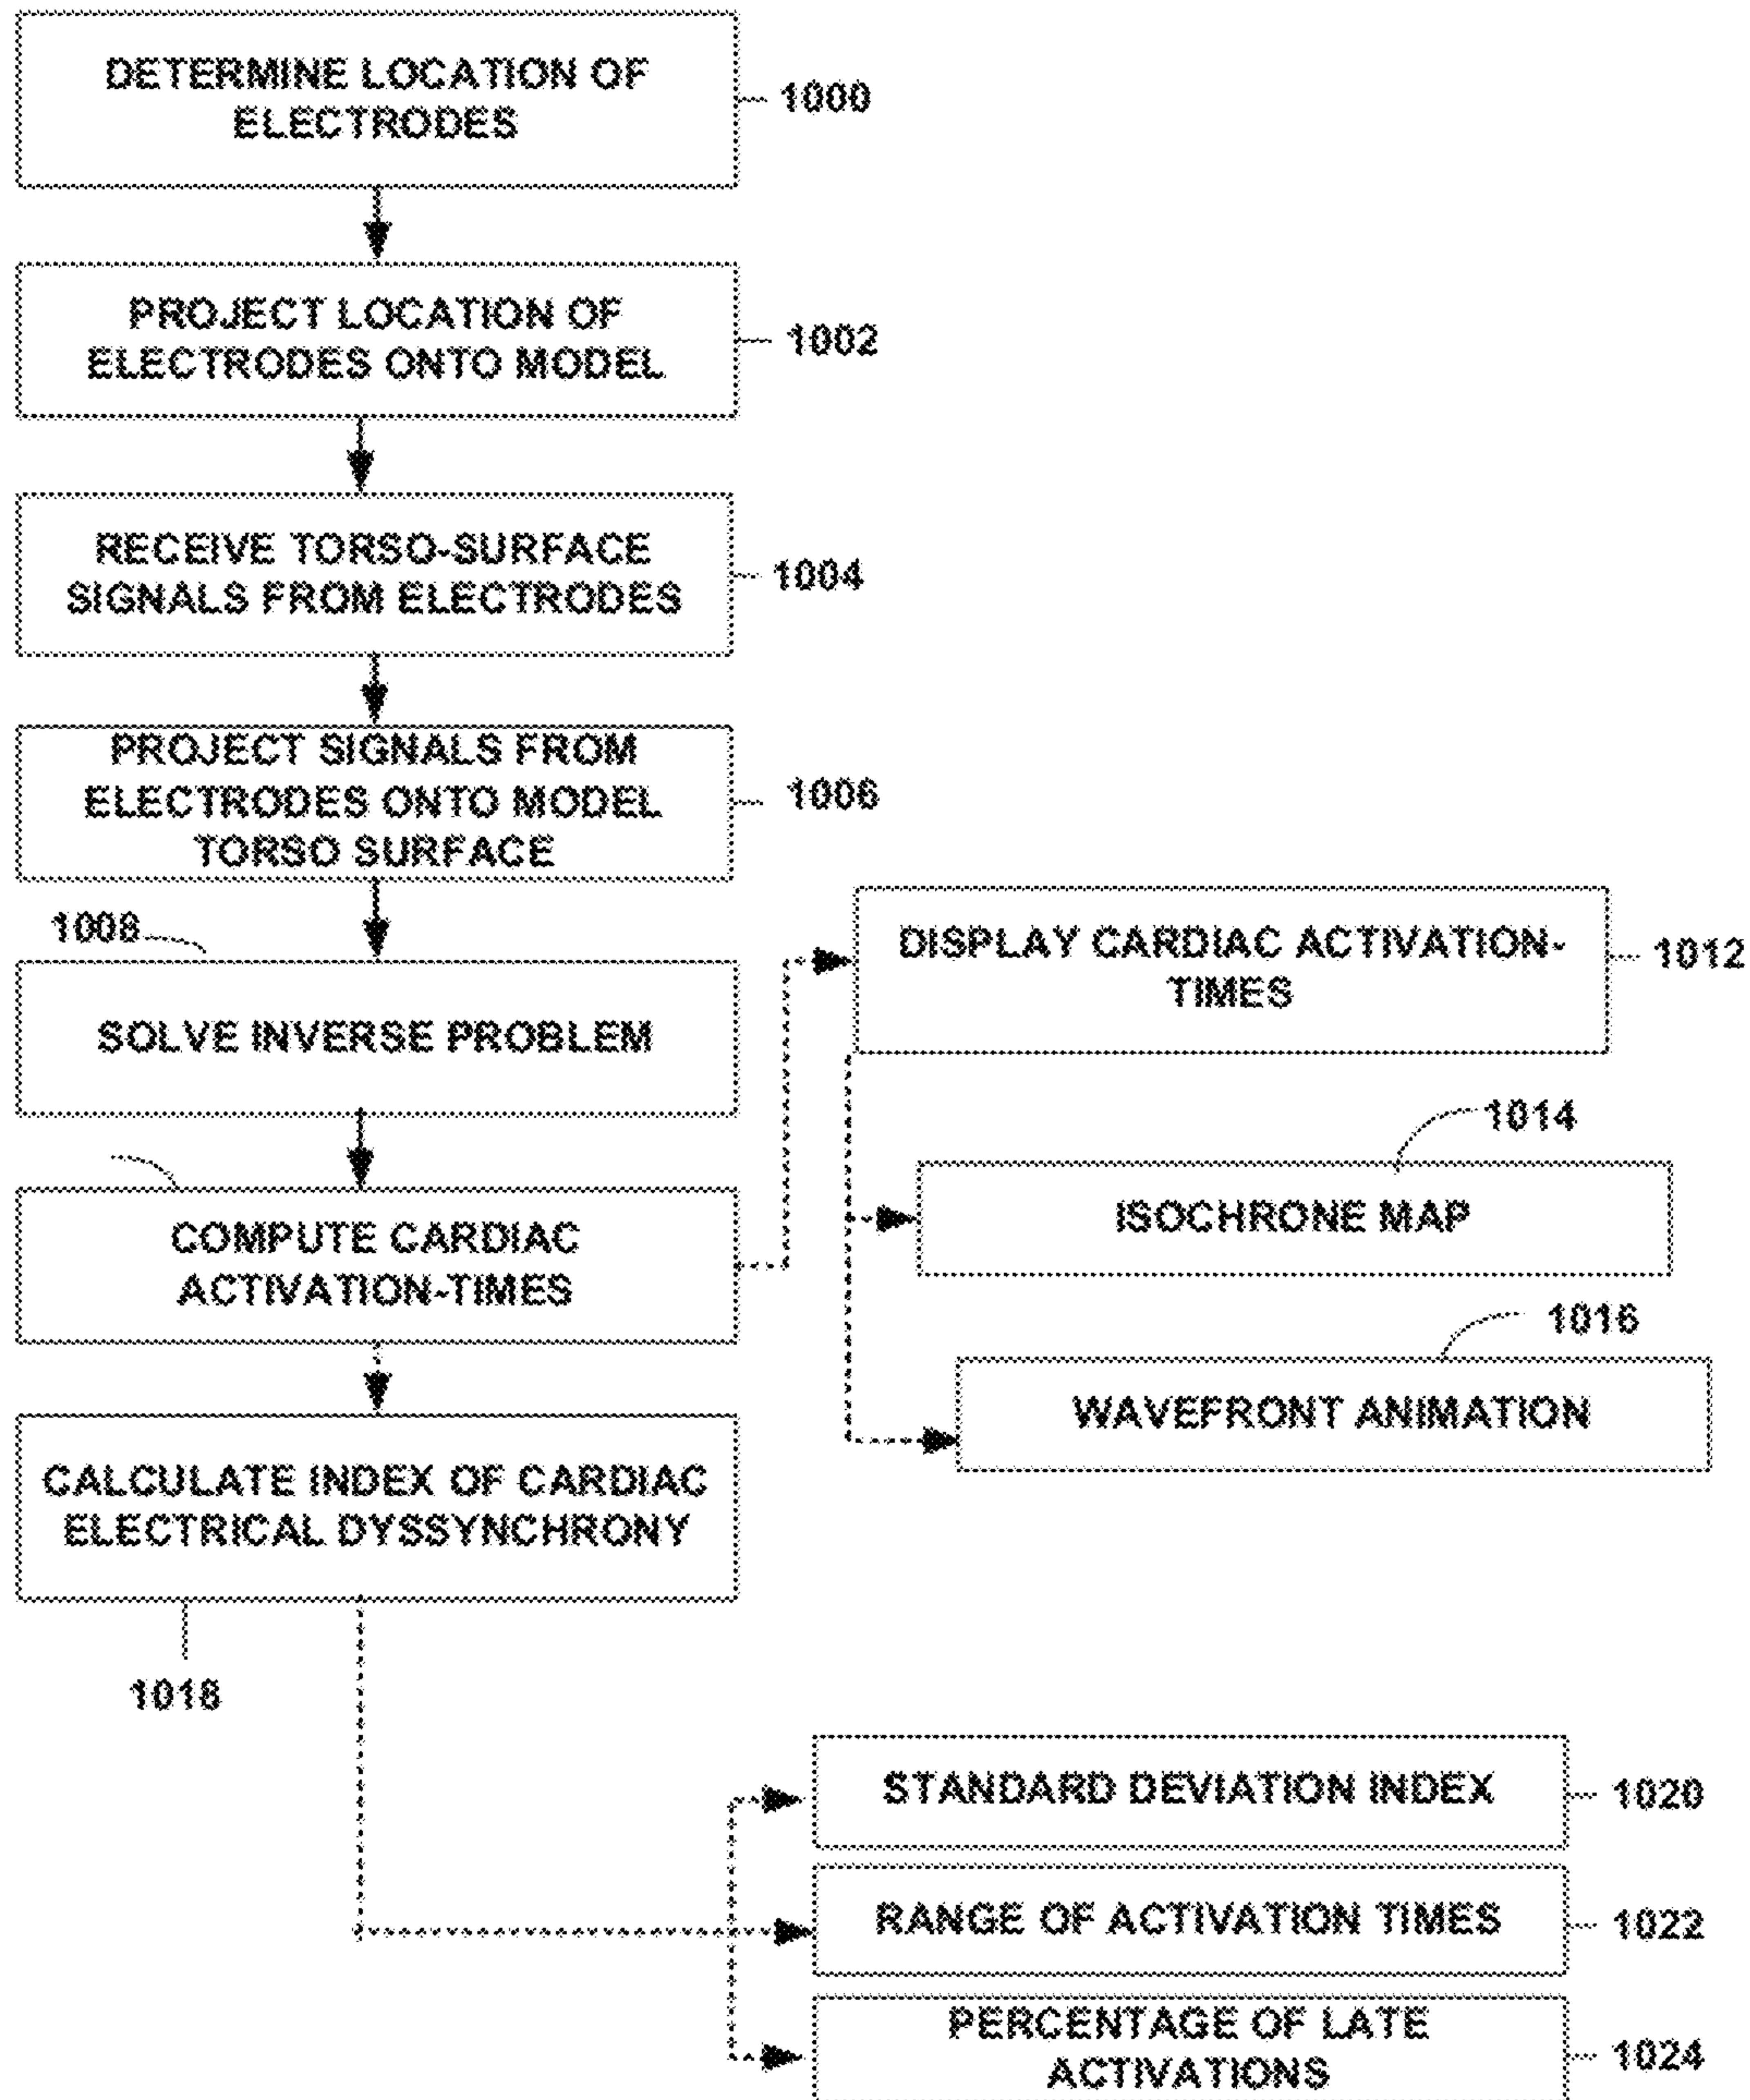 DETERMINE LOCATION OF
ELECTRODES
1000
PROJECT LOCATION OF
ELECTRODES ONTO MODEL
1002
RECEIVE TORSO-SURFACE
SIGNALS FROM ELECTRODES
1004
PROJECT SIGNALS FROM
ELECTRODES ONTO MODEL
TORSO SURFACE
1006
1008
SOLVE INVERSE PROBLEM
COMPUTE CARDIAC
ACTIVATION-TIMES
DISPLAY CARDIAC ACTIVATION-
TIMES
1012
1014
ISOCHRONE MAP
1016
WAVEFRONT ANIMATION
CALCULATE INDEX OF CARDIAC
ELECTRICAL DYSSYNCHRONY
1018
STANDARD DEVIATION INDEX
1020
RANGE OF ACTIVATION TIMES
1022
PERCENTAGE OF LATE
ACTIVATIONS
1024